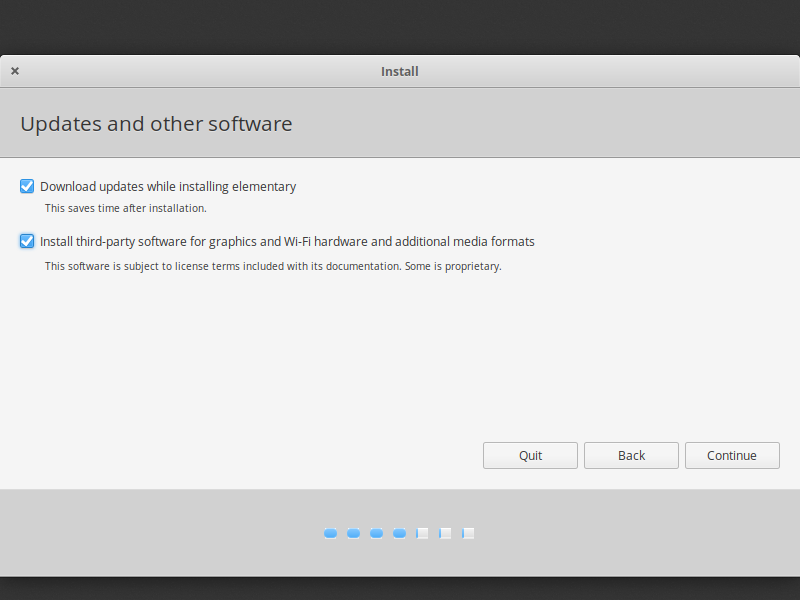 Install
Updates and other software
Download updates while installing elementary
This saves time after installation.
Install third-party software for graphics and Wi-Fi hardware and additional media formats
This software is subject to license terms included with its documentation. Some is proprietary.
Quit Back Continue